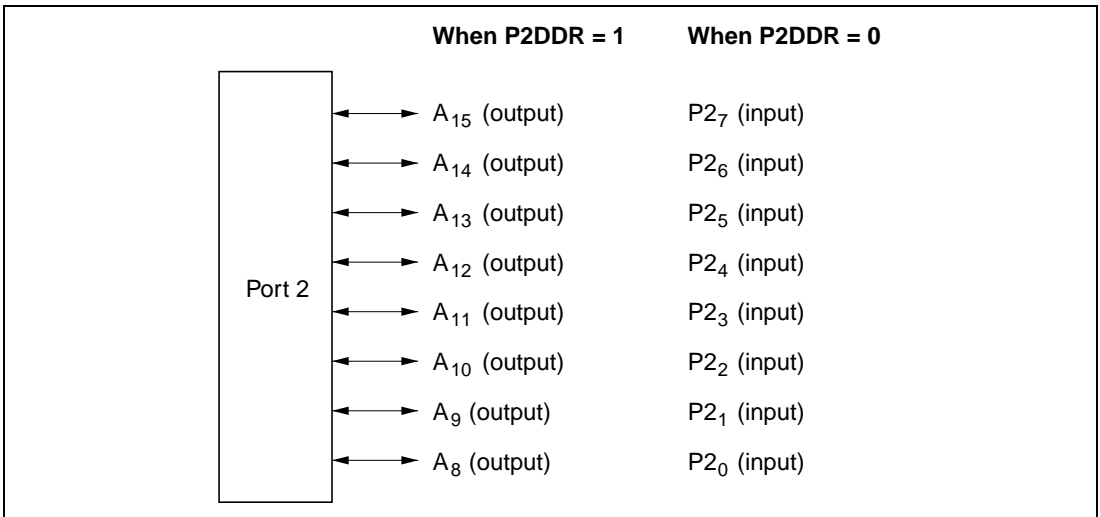 When P2DDR = 1 When P2DDR = 0
A15 (output) P27 (input)
A14 (output) P26 (input)
A13 (output) P25 (input)
A12 (output) P24 (input)
Port 2
A11 (output) P23 (input)
A10 (output) P22 (input)
A9 (output) P21 (input)
A8 (output) P20 (input)